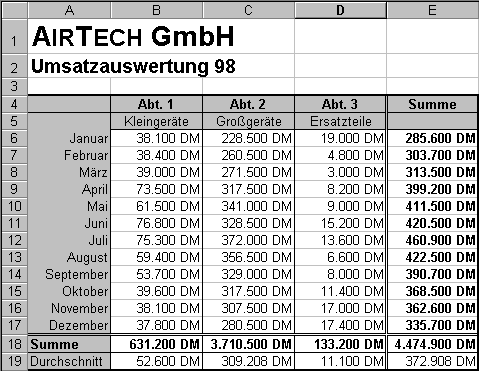 A B C D E
1 AIRTECH GmbH
2 Umsatzauswertung 98
3
4 Abt. 1 Abt. 2 Abt. 3 Summe
5 Kleingeräte Großgeräte Ersatzteile
6 Januar 38.100 DM 228.500 DM 19.000 DM 285.600 DM
7 Februar 38.400 DM 260.500 DM 4.800 DM 303.700 DM
8 März 39.000 DM 271.500 DM 3.000 DM 313.500 DM
9 April 73.500 DM 317.500 DM 8.200 DM 399.200 DM
10 Mai 61.500 DM 341.000 DM 9.000 DM 411.500 DM
11 Juni 76.800 DM 328.500 DM 15.200 DM 420.500 DM
12 Juli 75.300 DM 372.000 DM 13.600 DM 460.900 DM
13 August 59.400 DM 356.500 DM 6.600 DM 422.500 DM
14 September 53.700 DM 329.000 DM 8.000 DM 390.700 DM
15 Oktober 39.600 DM 317.500 DM 11.400 DM 368.500 DM
16 November 38.100 DM 307.500 DM 17.000 DM 362.600 DM
17 Dezember 37.800 DM 280.500 DM 17.400 DM 335.700 DM
18 Summe 631.200 DM 3.710.500 DM 133.200 DM 4.474.900 DM
19 Durchschnitt 52.600 DM 309.208 DM 11.100 DM 372.908 DM